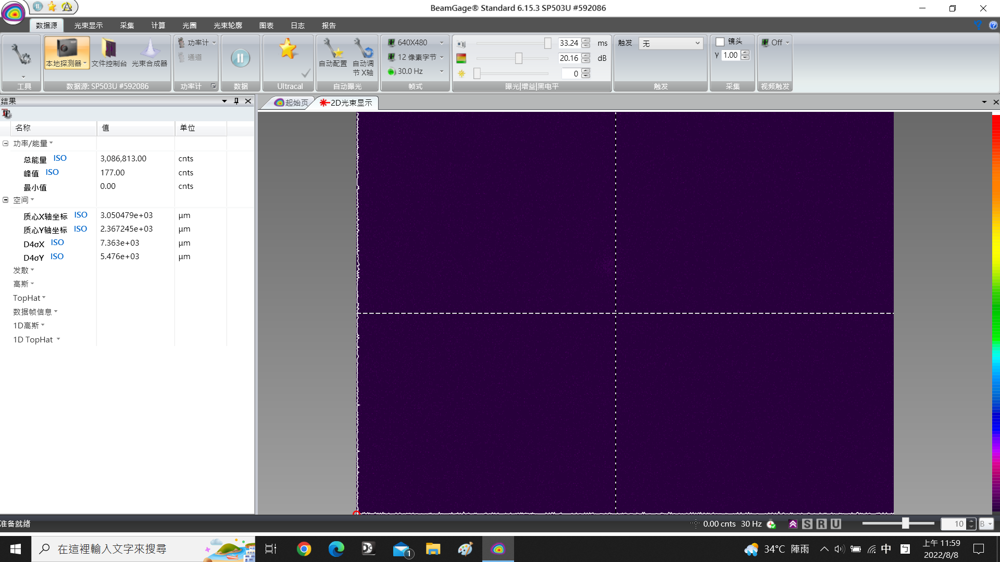 BeamGage® Standard 6.15.3 SP503U #592086
数据源 光束显示 采集 计算 光圈 光束轮廓 图表 日志 报告
工具
本地探测器 文件控制台 光束合成器
数据源: SP503U #592086
功率计
通道
功率计
数据
Ultracal
自动配置 自动调节 X轴
自动曝光
640X480
12 像素字节
30.0 Hz
帧式
33.24 ms
20.16 dB
0
曝光|增益|黑电平
触发 无
触发
镜头
γ 1.00
采集
Off
视频触发
结果
起始页 2D光束显示
名称 值 单位
功率/能量
总能量 ISO 3,086,813.00 cnts
峰值 ISO 177.00 cnts
最小值 0.00 cnts
空间
质心X轴坐标 ISO 3.050479e+03 μm
质心Y轴坐标 ISO 2.367245e+03 μm
D4σX ISO 7.363e+03 μm
D4σY ISO 5.476e+03 μm
发散
高斯
TopHat
数据帧信息
1D高斯
1D TopHat
准备就绪
0.00 cnts 30 Hz S R U 10 B
在這裡輸入文字來搜尋
1
34°C 陣雨
中
上午 11:59
2022/8/8